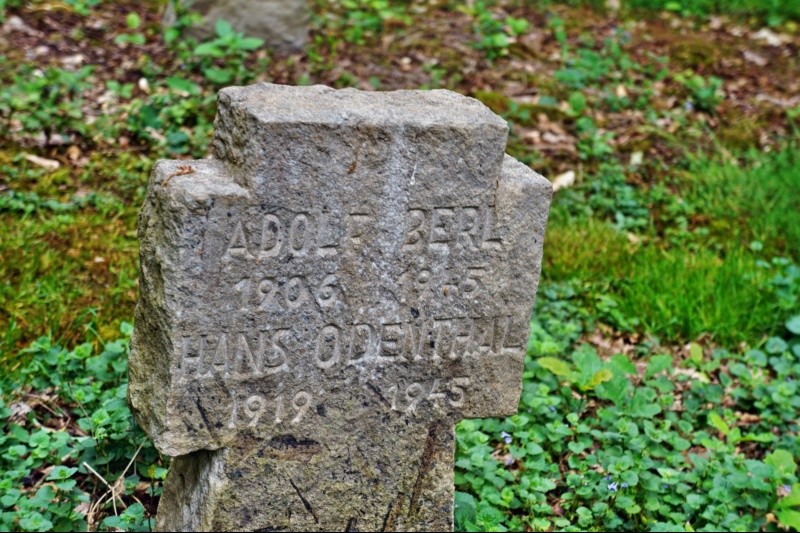 ADOLF BERL
1906 1945
HANS ODENTHAL
1919 1945